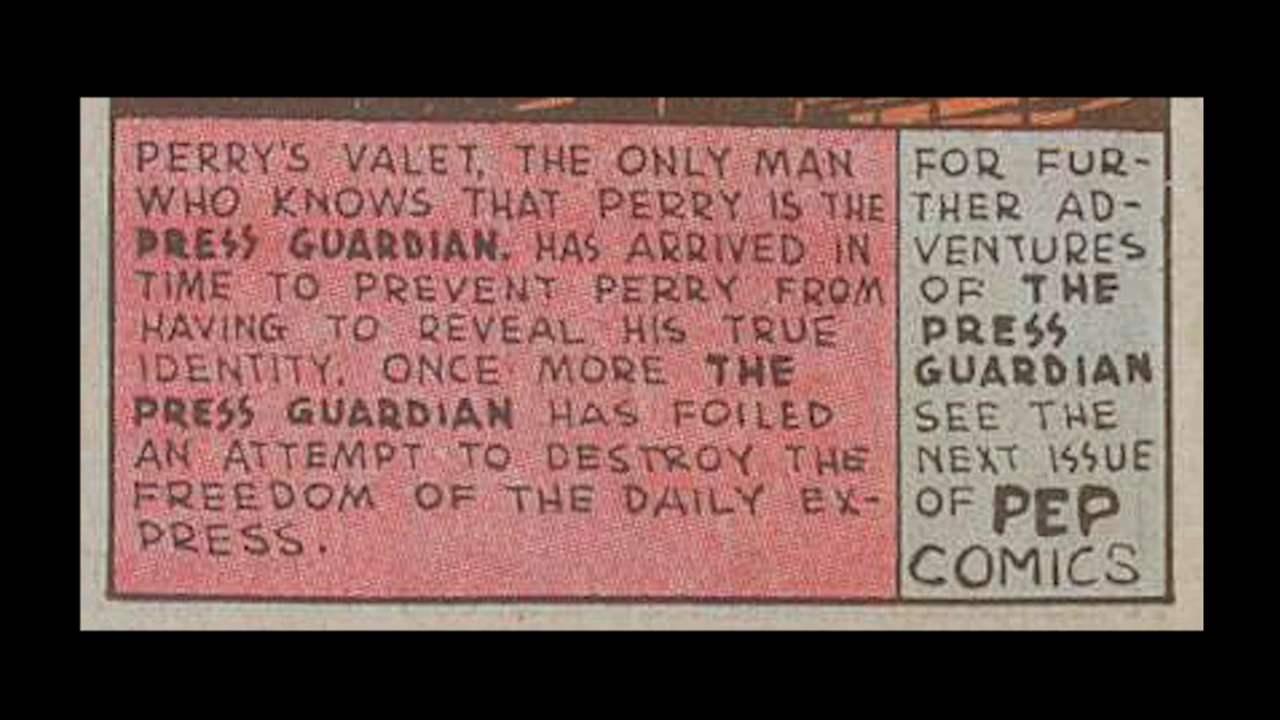 PERRY'S VALET, THE ONLY MAN
WHO KNOWS THAT PERRY IS THE
PRESS GUARDIAN. HAS ARRIVED IN
TIME TO PREVENT PERRY FROM
HAVING TO REVEAL HIS TRUE
IDENTITY. ONCE MORE THE
PRESS GUARDIAN HAS FOILED
AN ATTEMPT TO DESTROY THE
FREEDOM OF THE DAILY EX-
PRESS.
FOR FUR-
THER AD-
VENTURES
OF THE
PRESS
GUARDIAN
SEE THE
NEXT ISSUE
OF PEP
COMICS